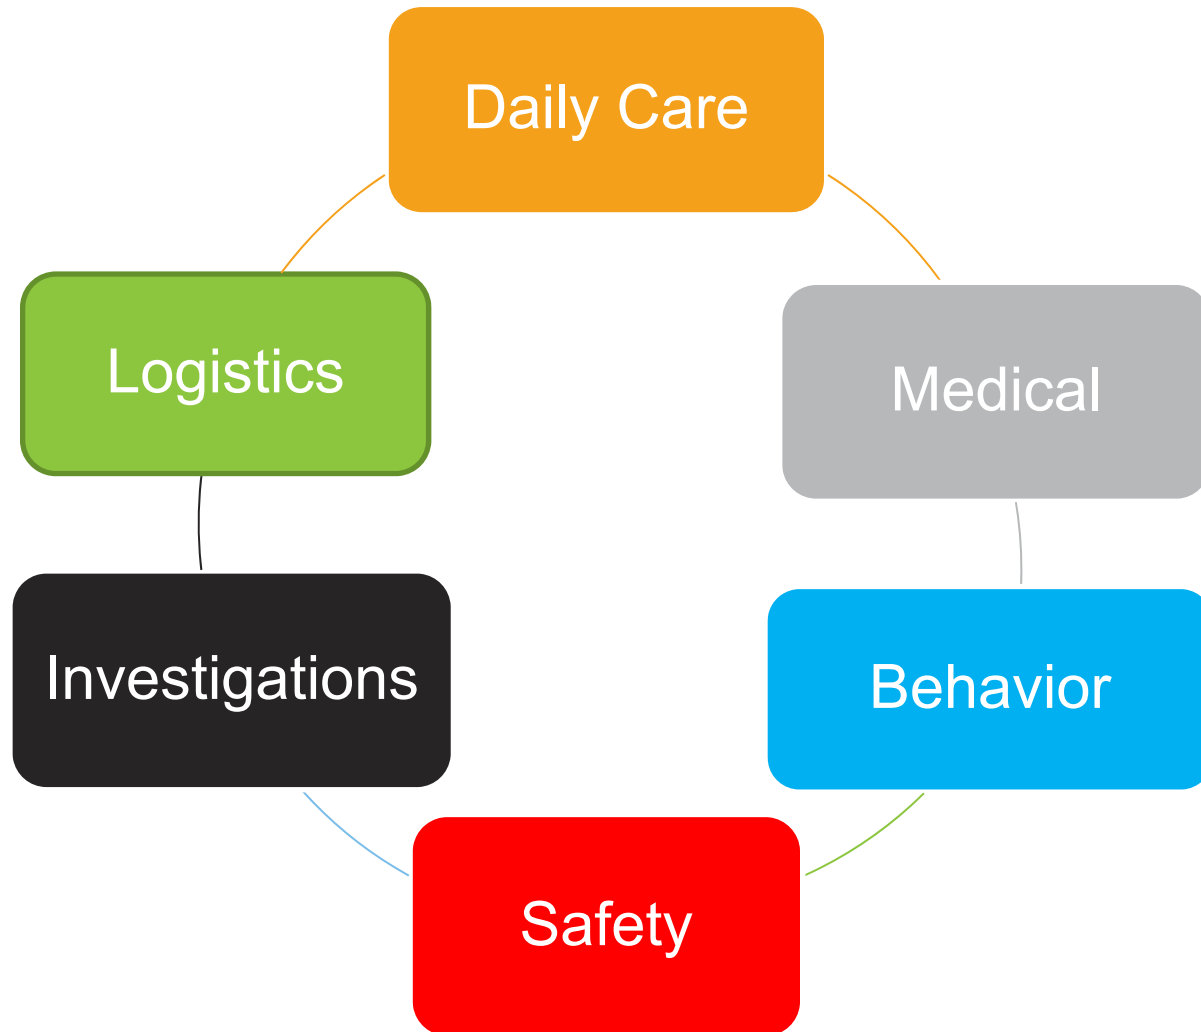 Daily Care
Logistics
Medical
Investigations
Behavior
Safety